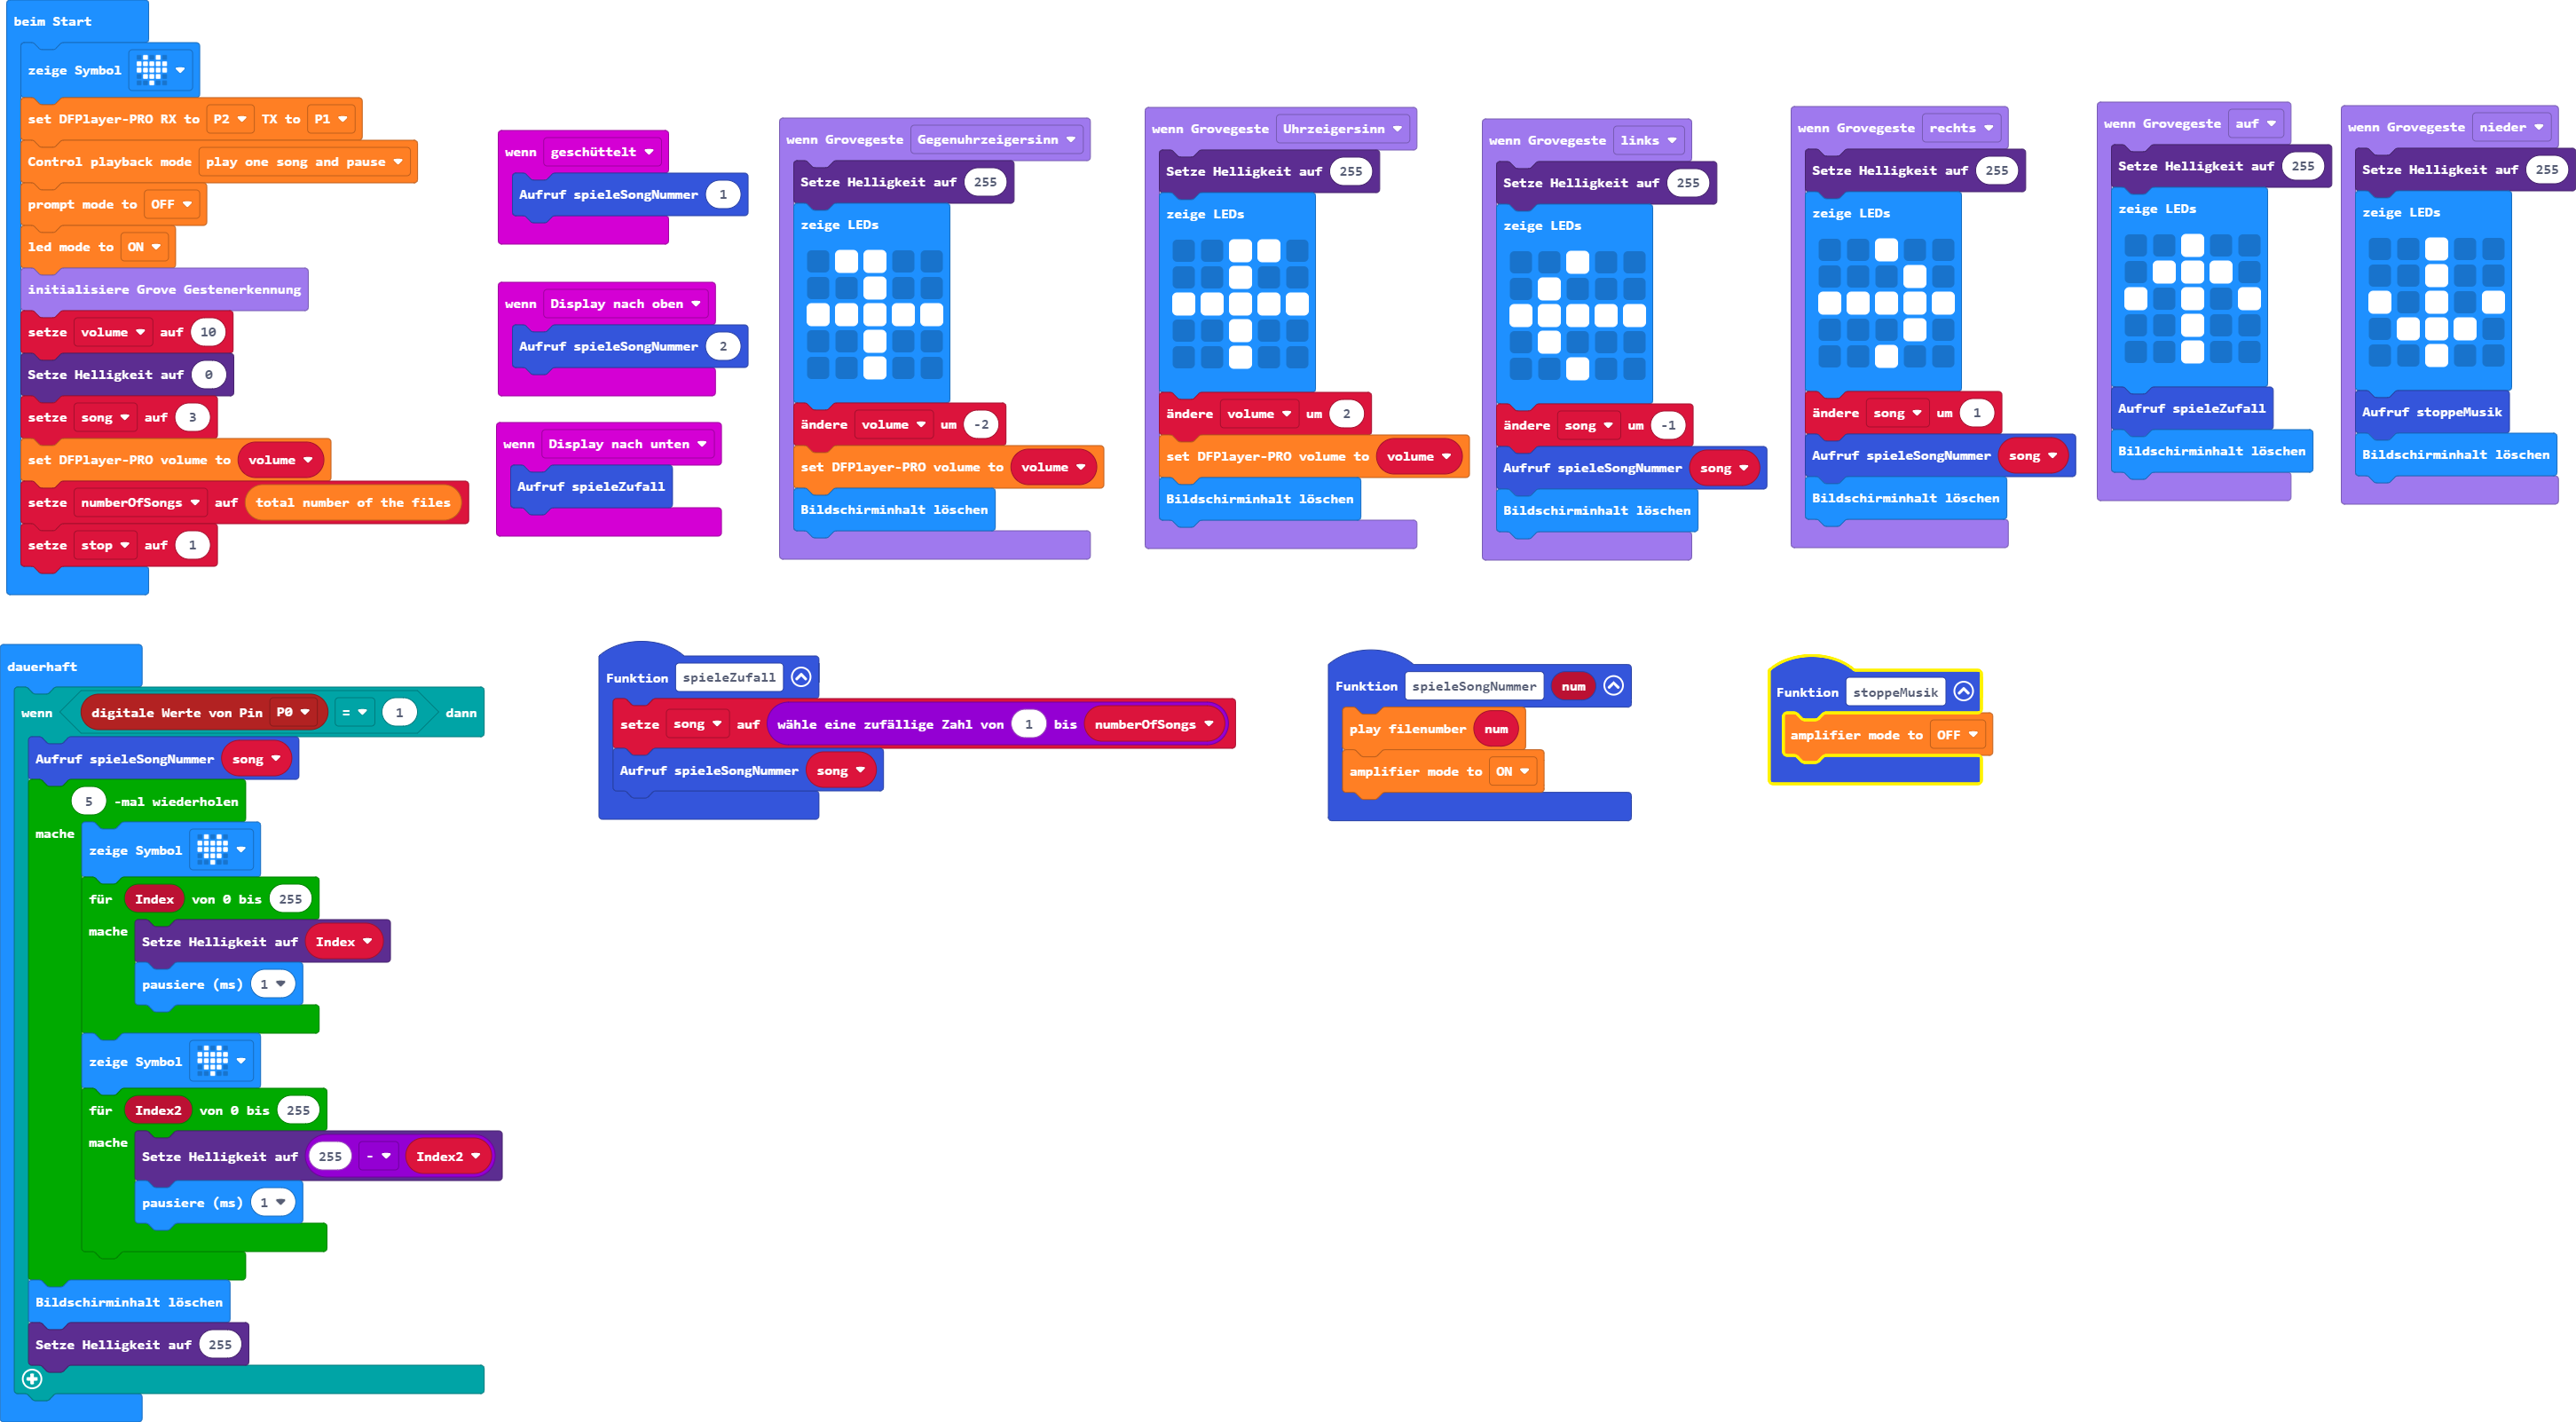 beim Start
zeige Symbol
set DFPlayer-PRO RX to P2 TX to P1
Control playback mode play one song and pause
prompt mode to OFF
led mode to ON
initialisiere Grove Gestenerkennung
setze volume auf 10
Setze Helligkeit auf 0
setze song auf 3
set DFPlayer-PRO volume to volume
setze numberOfSongs auf total number of the files
setze stop auf 1
wenn geschüttelt
Aufruf spieleSongNummer 1
wenn Display nach oben
Aufruf spieleSongNummer 2
wenn Display nach unten
Aufruf spieleZufall
wenn Grovegeste Gegenuhrzeigersinn
Setze Helligkeit auf 255
zeige LEDs
ändere volume um -2
set DFPlayer-PRO volume to volume
Bildschirminhalt löschen
wenn Grovegeste Uhrzeigersinn
Setze Helligkeit auf 255
zeige LEDs
ändere volume um 2
set DFPlayer-PRO volume to volume
Bildschirminhalt löschen
wenn Grovegeste links
Setze Helligkeit auf 255
zeige LEDs
ändere song um -1
Aufruf spieleSongNummer song
Bildschirminhalt löschen
wenn Grovegeste rechts
Setze Helligkeit auf 255
zeige LEDs
ändere song um 1
Aufruf spieleSongNummer song
Bildschirminhalt löschen
wenn Grovegeste auf
Setze Helligkeit auf 255
zeige LEDs
Aufruf spieleZufall
Bildschirminhalt löschen
wenn Grovegeste nieder
Setze Helligkeit auf 255
zeige LEDs
Aufruf stoppeMusik
Bildschirminhalt löschen
dauerhaft
wenn digitale Werte von Pin P0 = 1 dann
Aufruf spieleSongNummer song
5 -mal wiederholen
mache
zeige Symbol
für Index von 0 bis 255
mache
Setze Helligkeit auf Index
pausiere (ms) 1
zeige Symbol
für Index2 von 0 bis 255
mache
Setze Helligkeit auf 255 - Index2
pausiere (ms) 1
Bildschirminhalt löschen
Setze Helligkeit auf 255
Funktion spieleZufall
setze song auf wähle eine zufällige Zahl von 1 bis numberOfSongs
Aufruf spieleSongNummer song
Funktion spieleSongNummer num
play filenumber num
amplifier mode to ON
Funktion stoppeMusik
amplifier mode to OFF